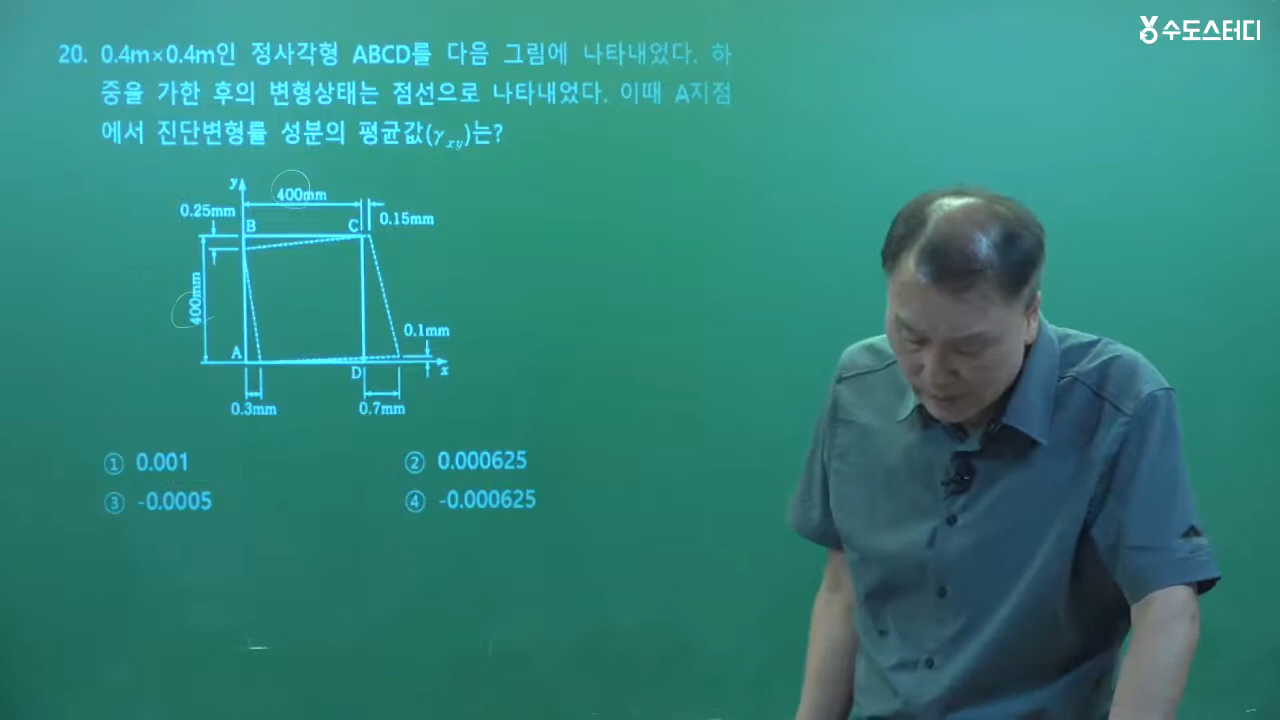 수도스터디
20. 0.4m×0.4m인 정사각형 ABCD를 다음 그림에 나타내었다. 하
중을 가한 후의 변형상태는 점선으로 나타내었다. 이때 A지점
에서 진단변형률 성분의 평균값(γxy)는?
y
400mm
0.25mm
0.15mm
B
C
400mm
0.1mm
A
D
x
0.3mm
0.7mm
① 0.001
② 0.000625
③ -0.0005
④ -0.000625